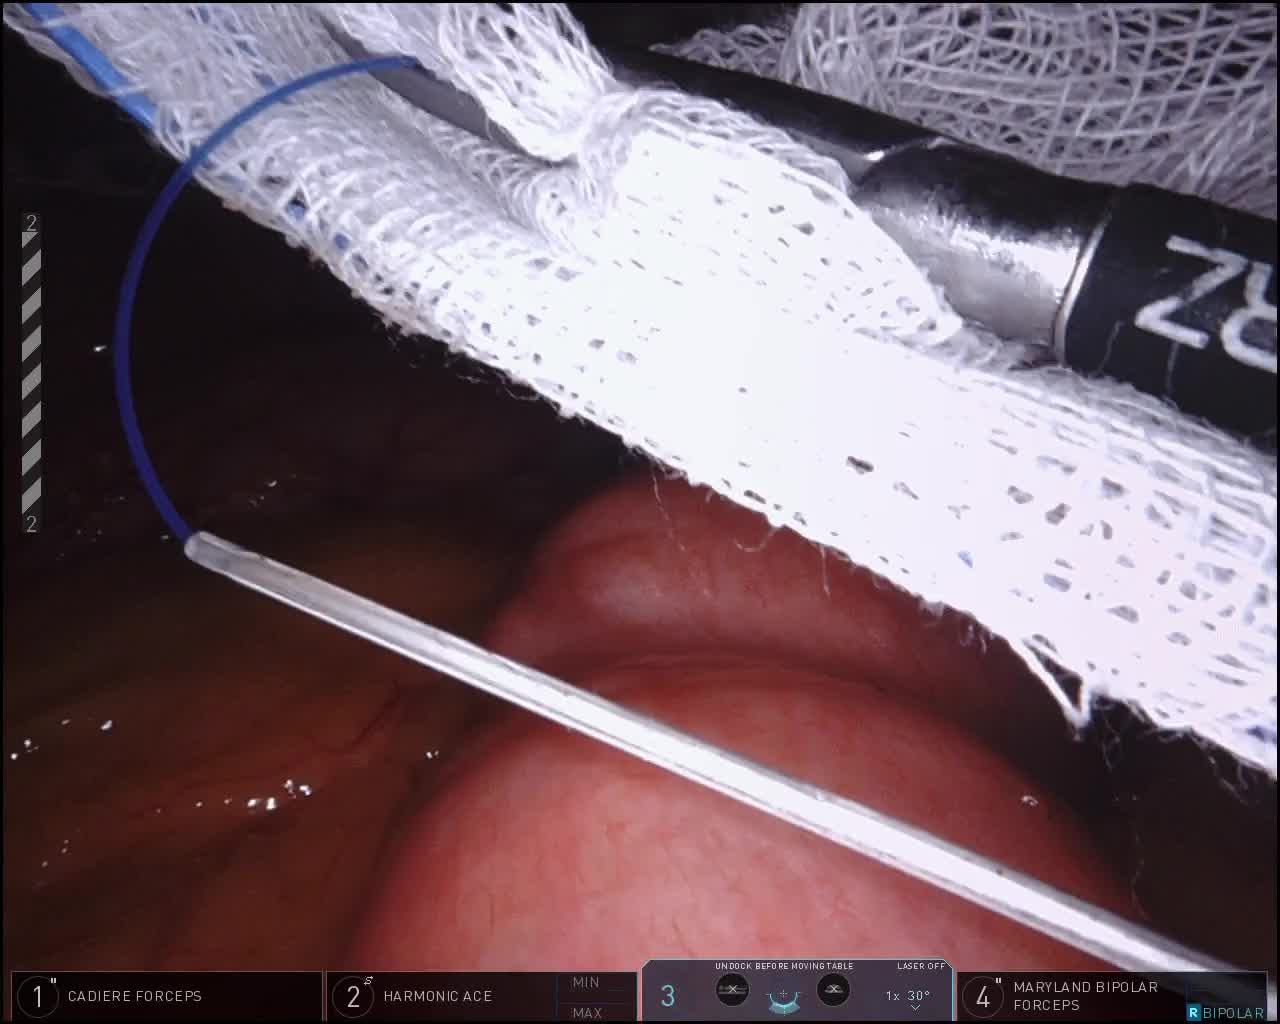 2
2
1" CADIERE FORCEPS
2 HARMONIC ACE
MIN
MAX
UNDOCK BEFORE MOVING TABLE
LASER OFF
3
1x 30°
4" MARYLAND BIPOLAR
FORCEPS
R BIPOLAR